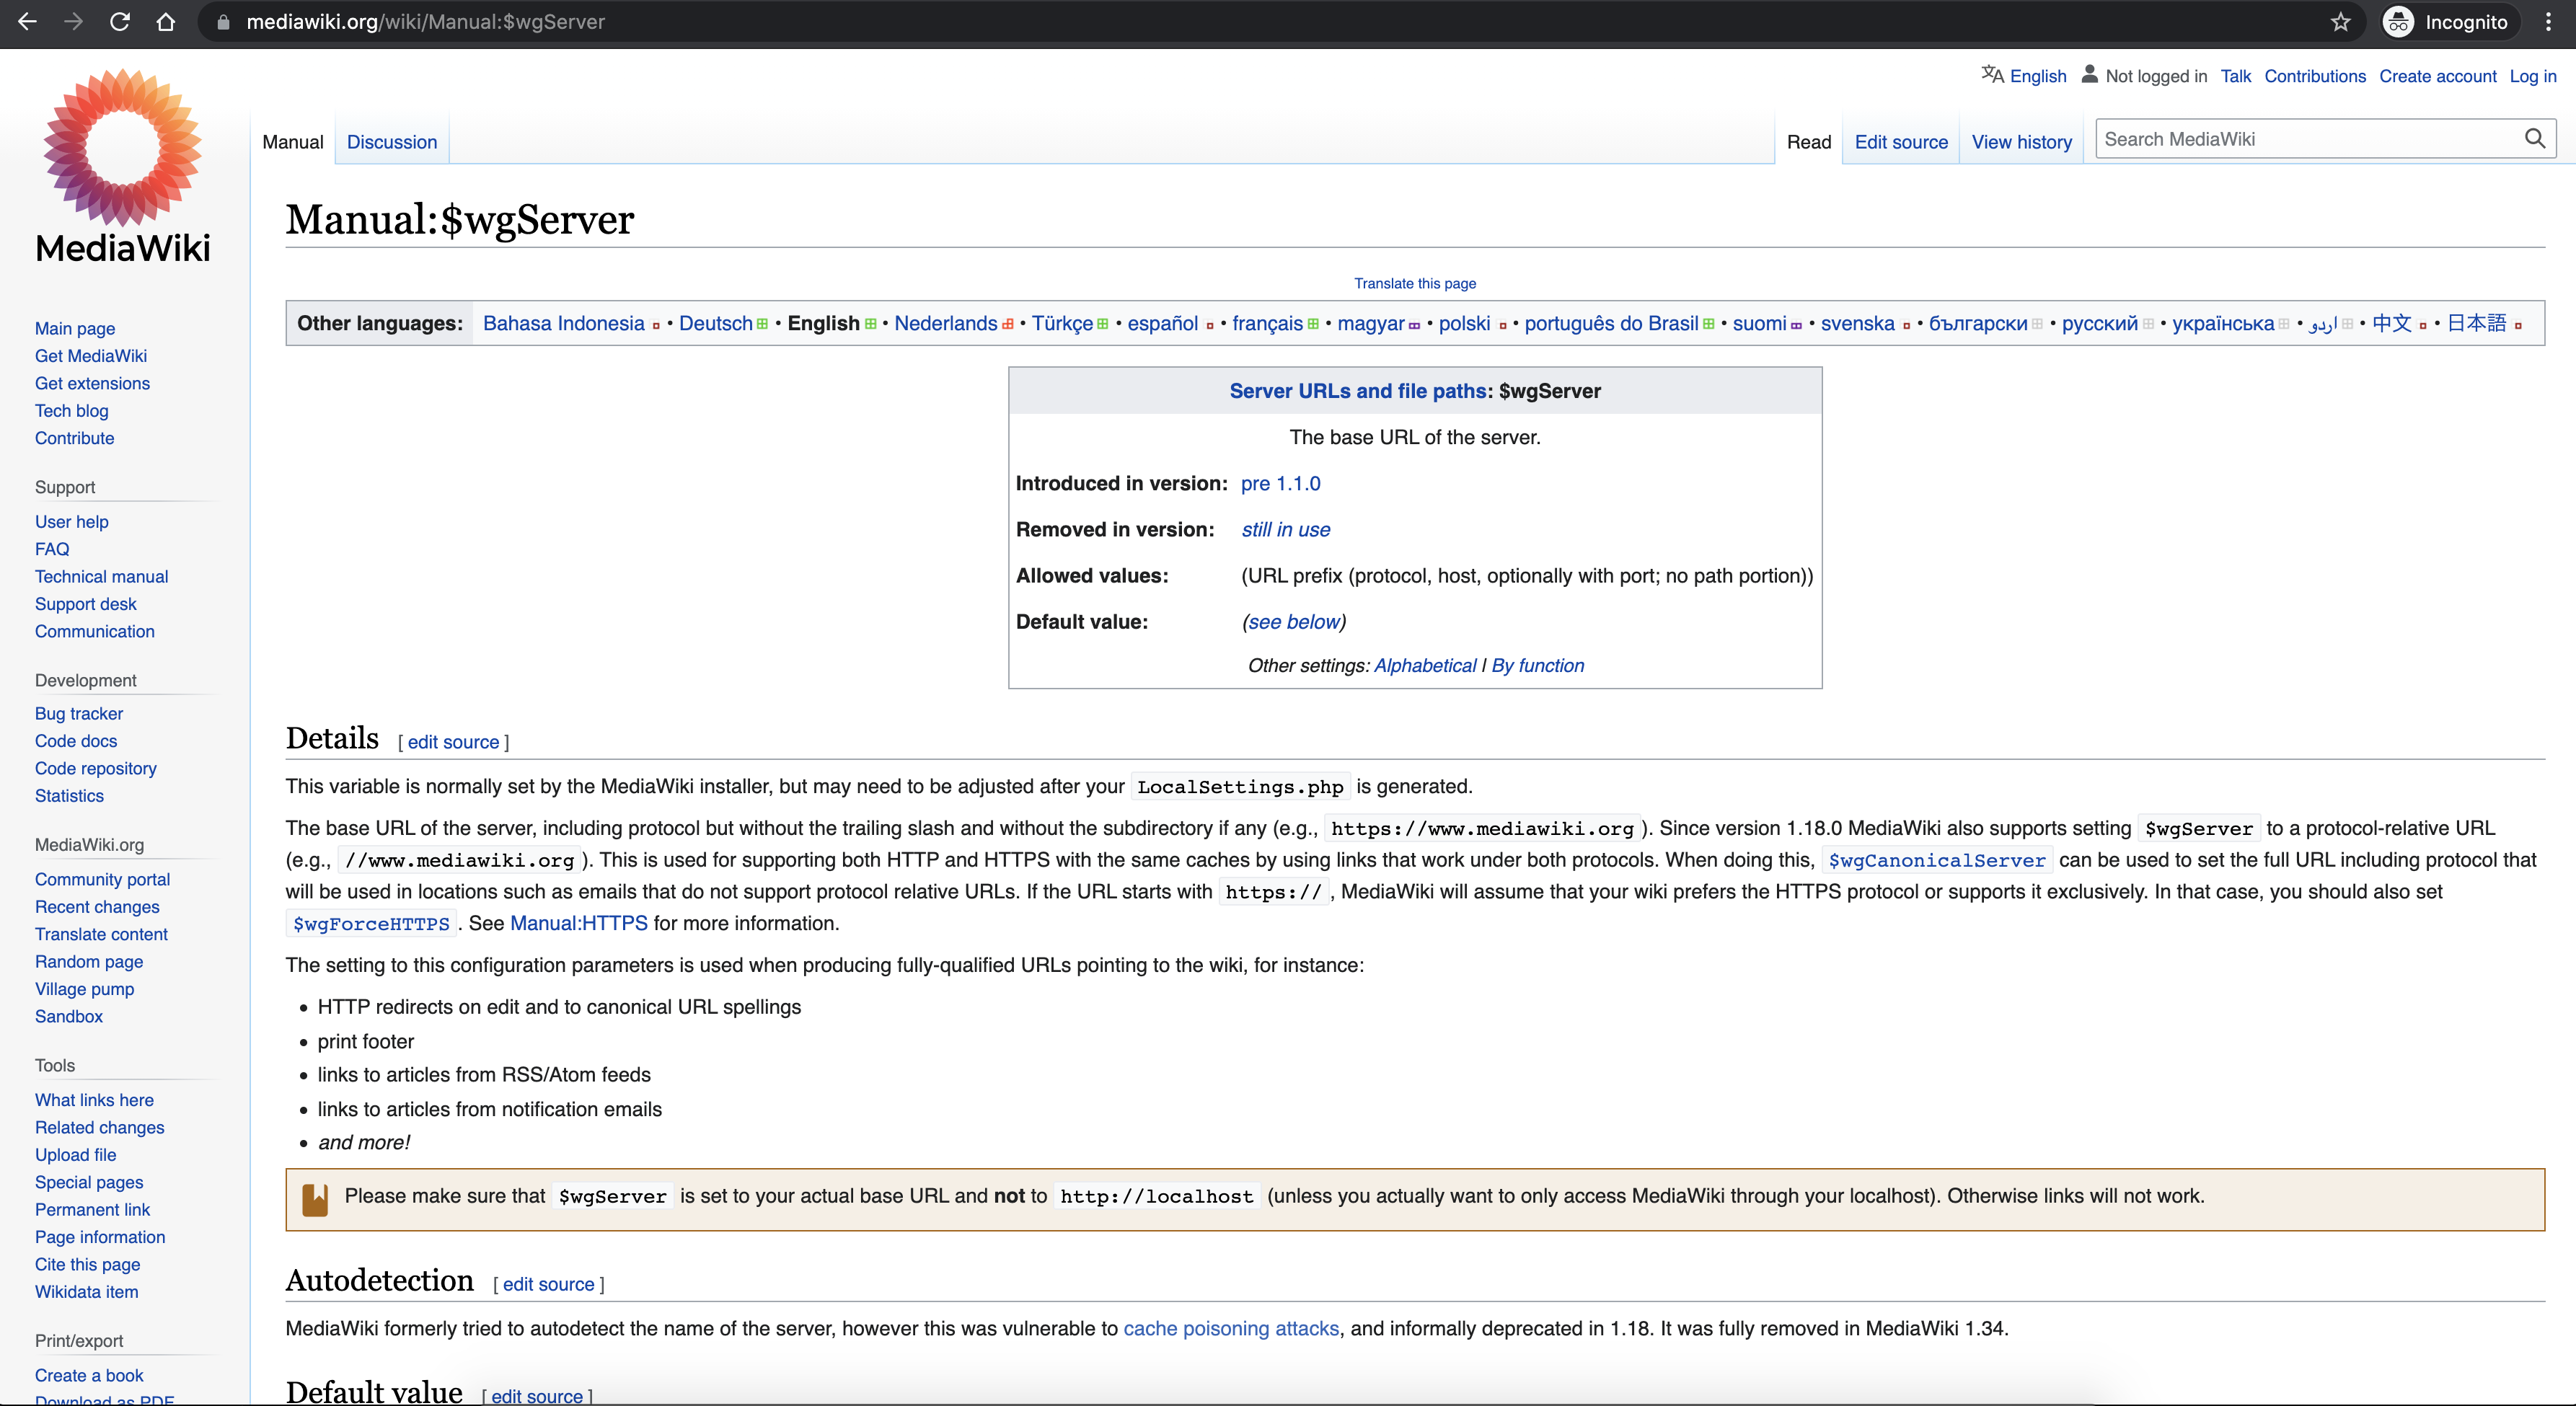 mediawiki.org/wiki/Manual:$wgServer
Incognito
English Not logged in Talk Contributions Create account Log in
Manual Discussion
Read Edit source View history Search MediaWiki
MediaWiki
Main page
Get MediaWiki
Get extensions
Tech blog
Contribute
Support
User help
FAQ
Technical manual
Support desk
Communication
Development
Bug tracker
Code docs
Code repository
Statistics
MediaWiki.org
Community portal
Recent changes
Translate content
Random page
Village pump
Sandbox
Tools
What links here
Related changes
Upload file
Special pages
Permanent link
Page information
Cite this page
Wikidata item
Print/export
Create a book
Download as PDF
Manual:$wgServer
Translate this page
Other languages: Bahasa Indonesia • Deutsch • English • Nederlands • Türkçe • español • français • magyar • polski • português do Brasil • suomi • svenska • български • русский • українська • اردو • 中文 • 日本語
Server URLs and file paths: $wgServer
The base URL of the server.
Introduced in version: pre 1.1.0
Removed in version: still in use
Allowed values: (URL prefix (protocol, host, optionally with port; no path portion))
Default value: (see below)
Other settings: Alphabetical | By function
Details [ edit source ]
This variable is normally set by the MediaWiki installer, but may need to be adjusted after your LocalSettings.php is generated.
The base URL of the server, including protocol but without the trailing slash and without the subdirectory if any (e.g., https://www.mediawiki.org ). Since version 1.18.0 MediaWiki also supports setting $wgServer to a protocol-relative URL
(e.g., //www.mediawiki.org ). This is used for supporting both HTTP and HTTPS with the same caches by using links that work under both protocols. When doing this, $wgCanonicalServer can be used to set the full URL including protocol that
will be used in locations such as emails that do not support protocol relative URLs. If the URL starts with https:// , MediaWiki will assume that your wiki prefers the HTTPS protocol or supports it exclusively. In that case, you should also set
$wgForceHTTPS . See Manual:HTTPS for more information.
The setting to this configuration parameters is used when producing fully-qualified URLs pointing to the wiki, for instance:
• HTTP redirects on edit and to canonical URL spellings
• print footer
• links to articles from RSS/Atom feeds
• links to articles from notification emails
• and more!
Please make sure that $wgServer is set to your actual base URL and not to http://localhost (unless you actually want to only access MediaWiki through your localhost). Otherwise links will not work.
Autodetection [ edit source ]
MediaWiki formerly tried to autodetect the name of the server, however this was vulnerable to cache poisoning attacks, and informally deprecated in 1.18. It was fully removed in MediaWiki 1.34.
Default value [ edit source ]